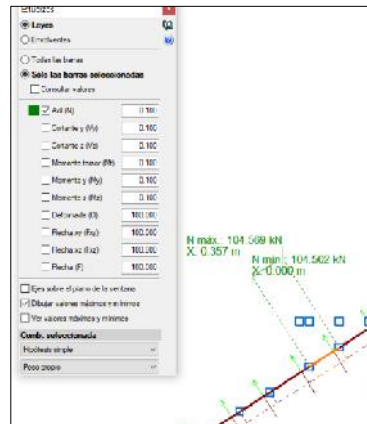 Esfuerzos
Leyes
Envolventes
Todas las barras
Solo las barras seleccionadas
Consultar valores
Axil (N) 0.100
Cortante y (Vy) 0.100
Cortante z (Vz) 0.100
Momento torsor (Mt) 0.100
Momento y (My) 0.100
Momento z (Mz) 0.100
Deformada (D) 100.000
Flecha xy (Fxy) 100.000
Flecha xz (Fxz) 100.000
Flecha (F) 100.000
Ejes sobre el plano de la ventana
Dibujar valores máximos y mínimos
Ver valores máximos y mínimos
Comb. seleccionada
Hipótesis simple
Peso propio
N máx.: 104.569 kN
X: 0.357 m
N mín.: 104.502 kN
X: 0.000 m